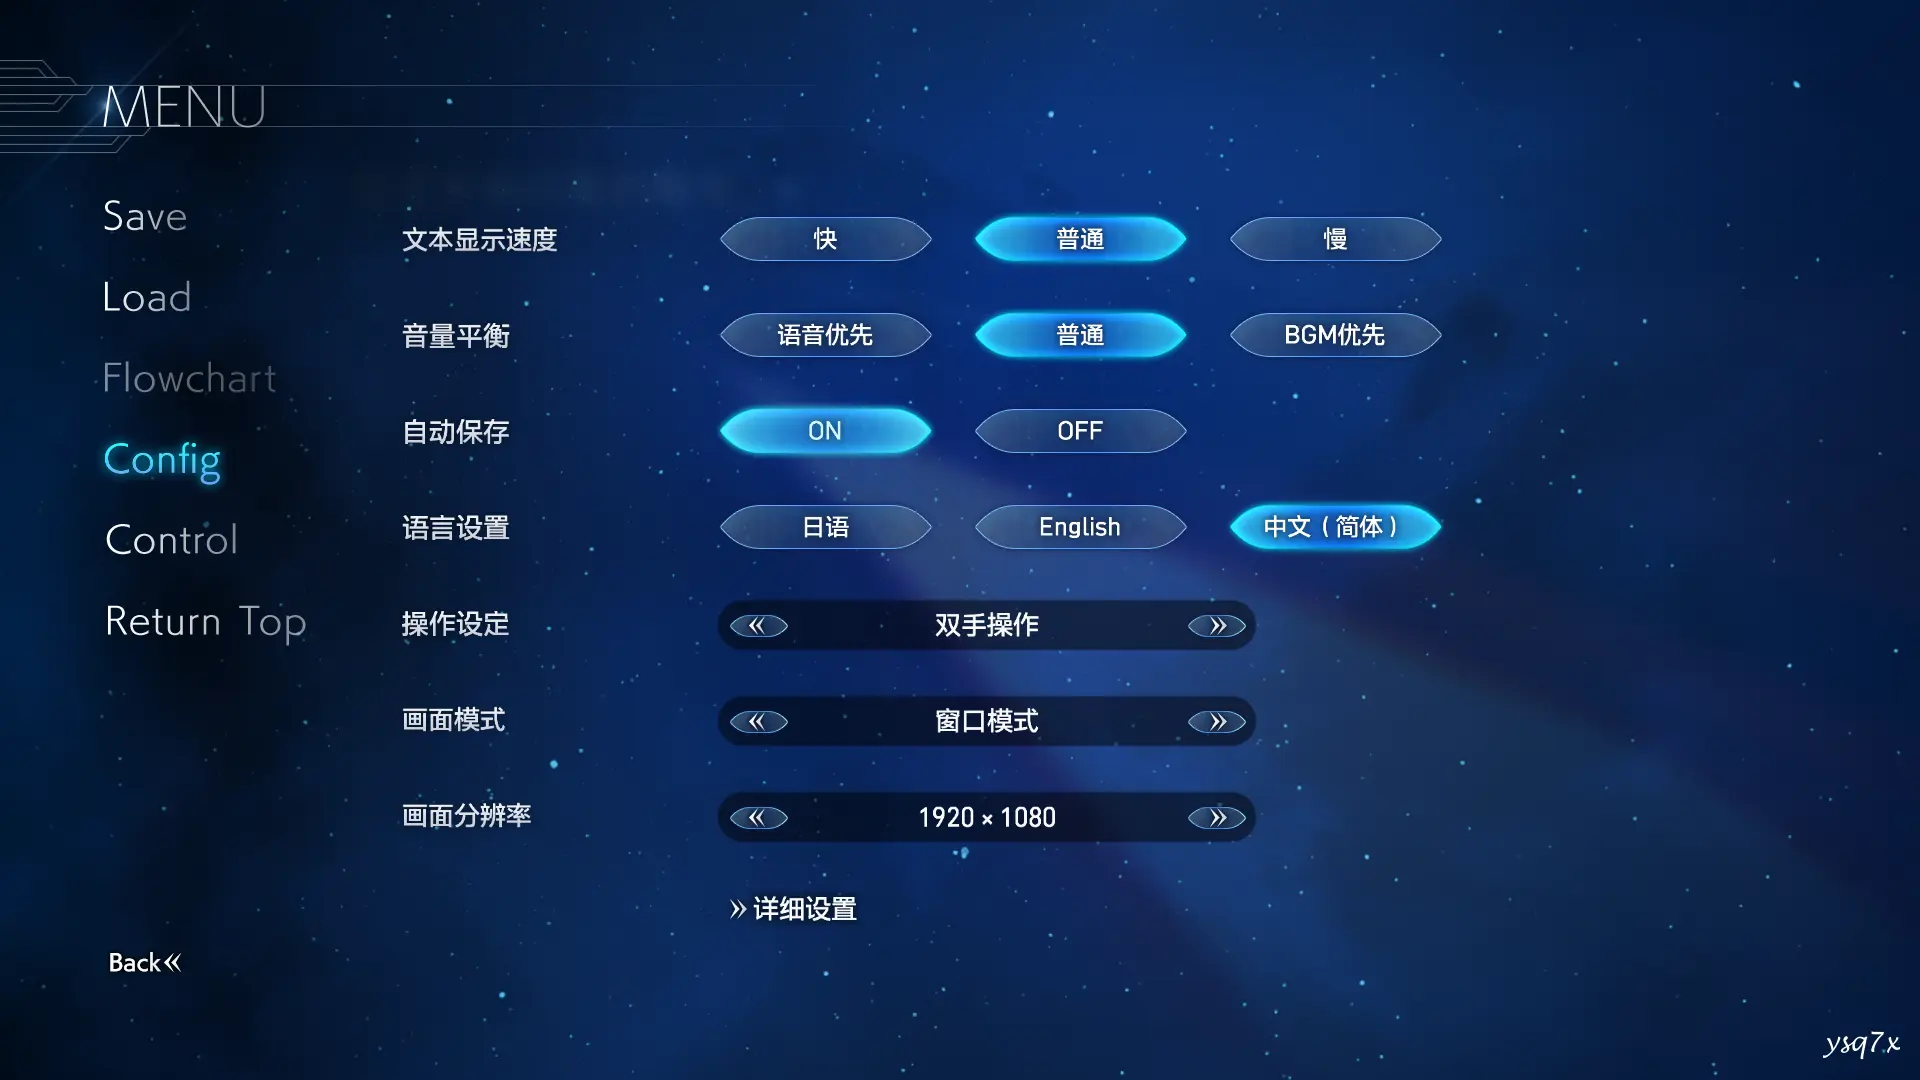 MENU
Save
Load
Flowchart
Config
Control
Return Top
文本显示速度 快 普通 慢
音量平衡 语音优先 普通 BGM优先
自动保存 ON OFF
语言设置 日语 English 中文（简体）
操作设定 « 双手操作 »
画面模式 « 窗口模式 »
画面分辨率 « 1920×1080 »
» 详细设置
Back«
ysq7x